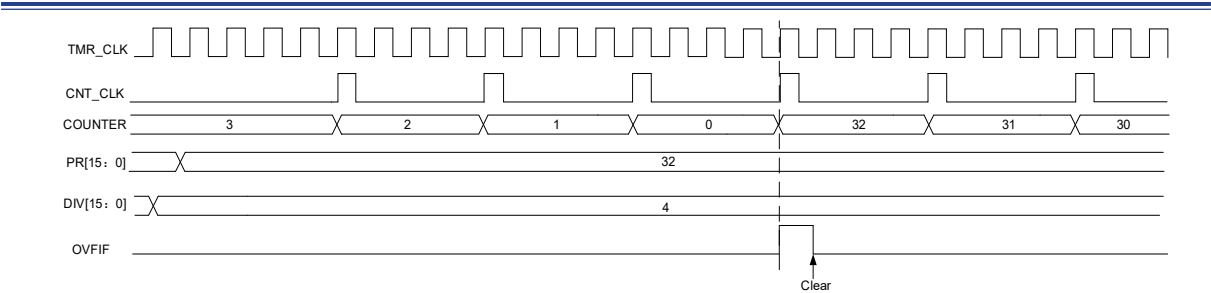 TMR_CLK
CNT_CLK
COUNTER 3 2 1 0 32 31 30
PR[15：0] 32
DIV[15：0] 4
OVFIF
Clear